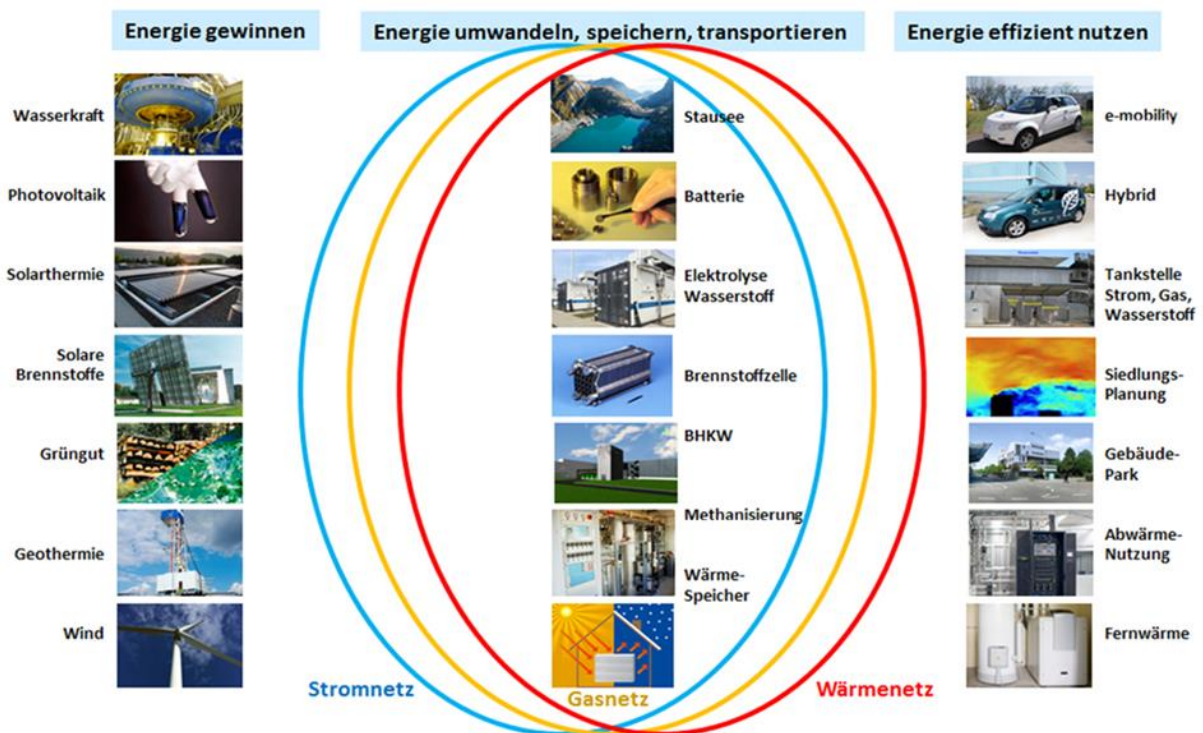 Energie gewinnen
Energie umwandeln, speichern, transportieren
Energie effizient nutzen
Wasserkraft
Photovoltaik
Solarthermie
Solare
Brennstoffe
Grüngut
Geothermie
Wind
Stausee
Batterie
Elektrolyse
Wasserstoff
Brennstoffzelle
BHKW
Methanisierung
Wärme-
Speicher
e-mobility
Hybrid
Tankstelle
Strom, Gas,
Wasserstoff
Siedlungs-
Planung
Gebäude-
Park
Abwärme-
Nutzung
Fernwärme
Stromnetz
Gasnetz
Wärmenetz